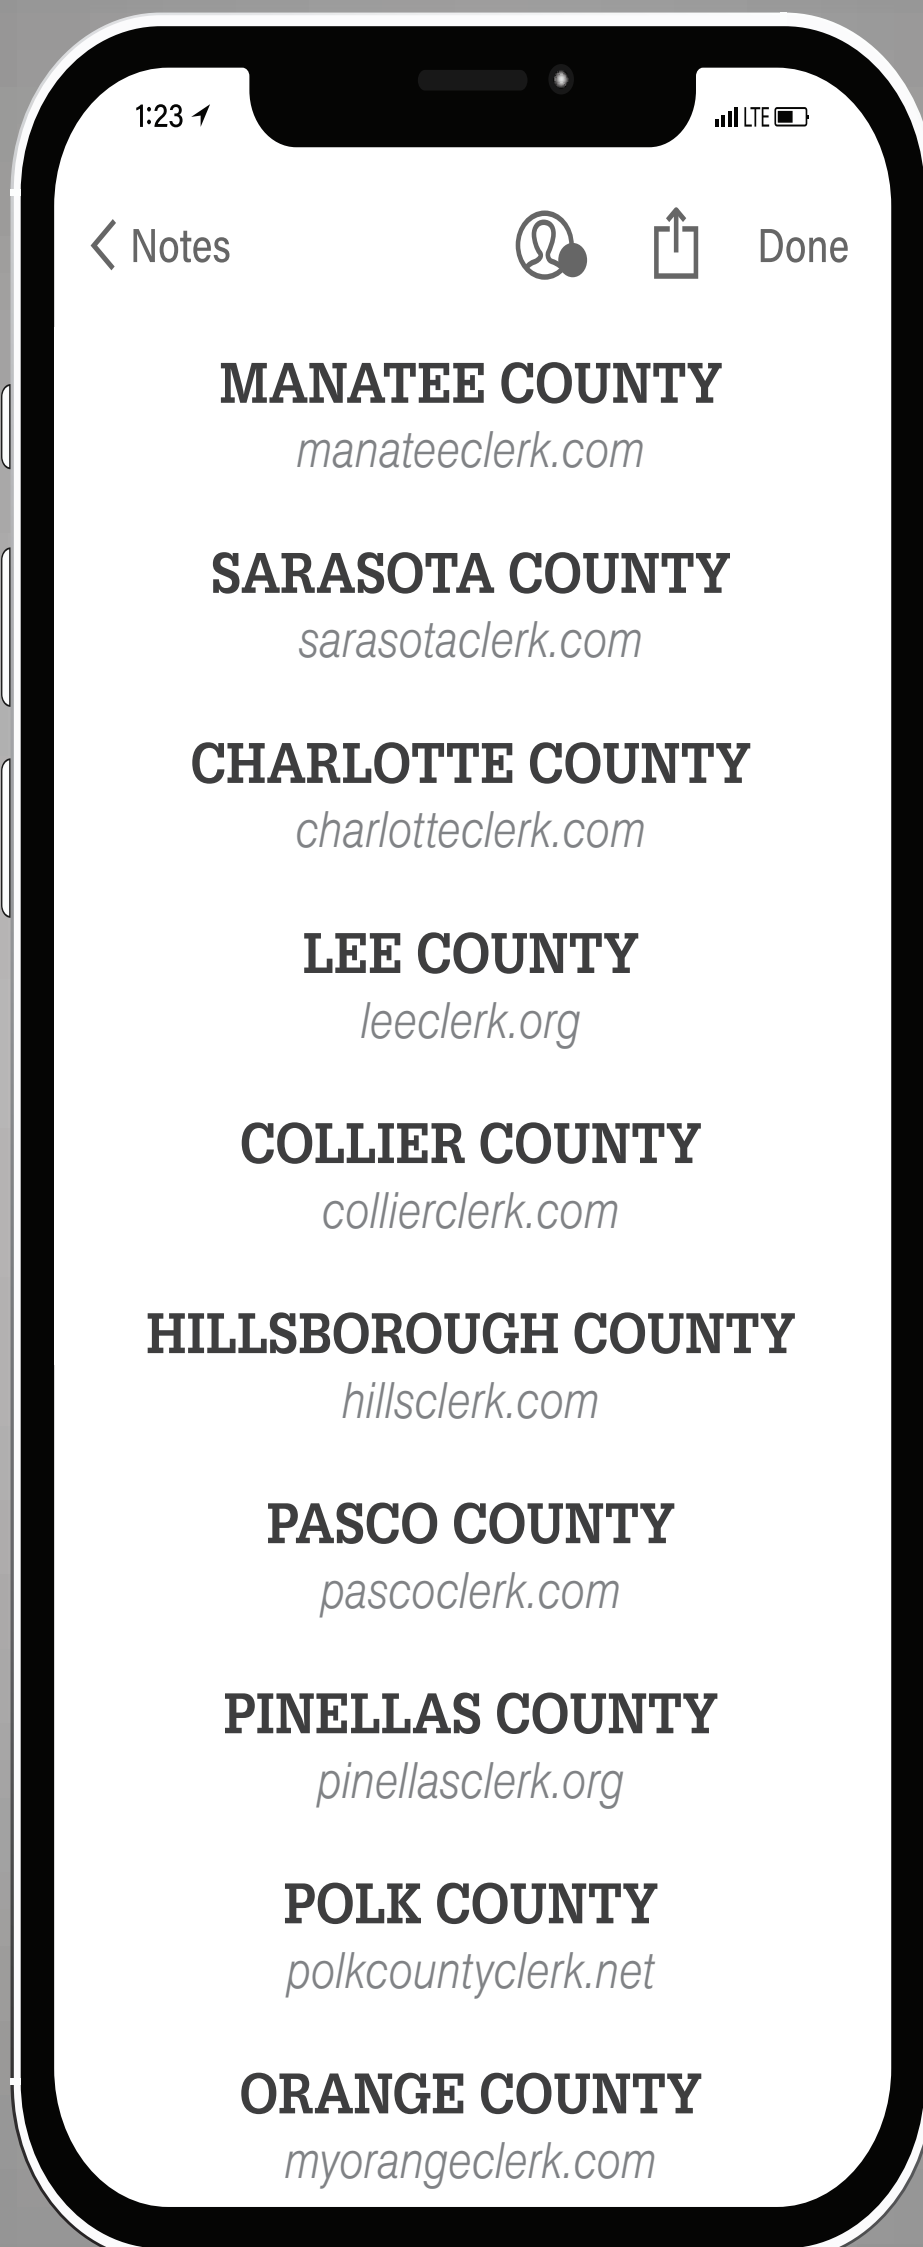 1:23 LTE
Notes Done
MANATEE COUNTY
manateeclerk.com
SARASOTA COUNTY
sarasotaclerk.com
CHARLOTTE COUNTY
charlotteclerk.com
LEE COUNTY
leeclerk.org
COLLIER COUNTY
collierclerk.com
HILLSBOROUGH COUNTY
hillsclerk.com
PASCO COUNTY
pascoclerk.com
PINELLAS COUNTY
pinellasclerk.org
POLK COUNTY
polkcountyclerk.net
ORANGE COUNTY
myorangeclerk.com